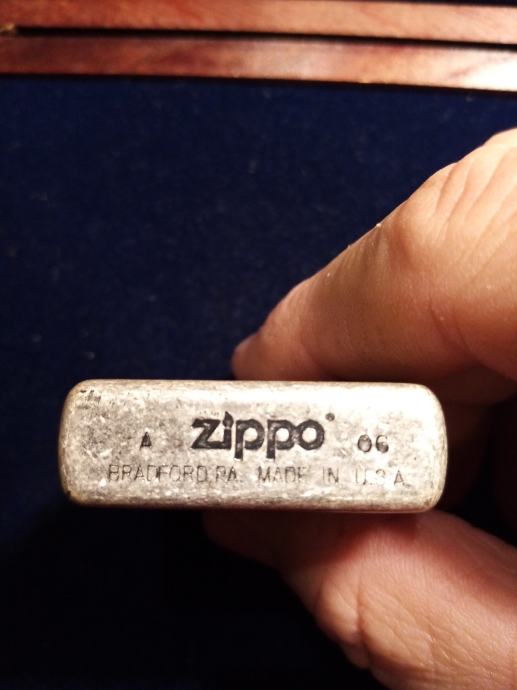 A zippo® 06
BRADFORD, PA. MADE IN U.S.A.